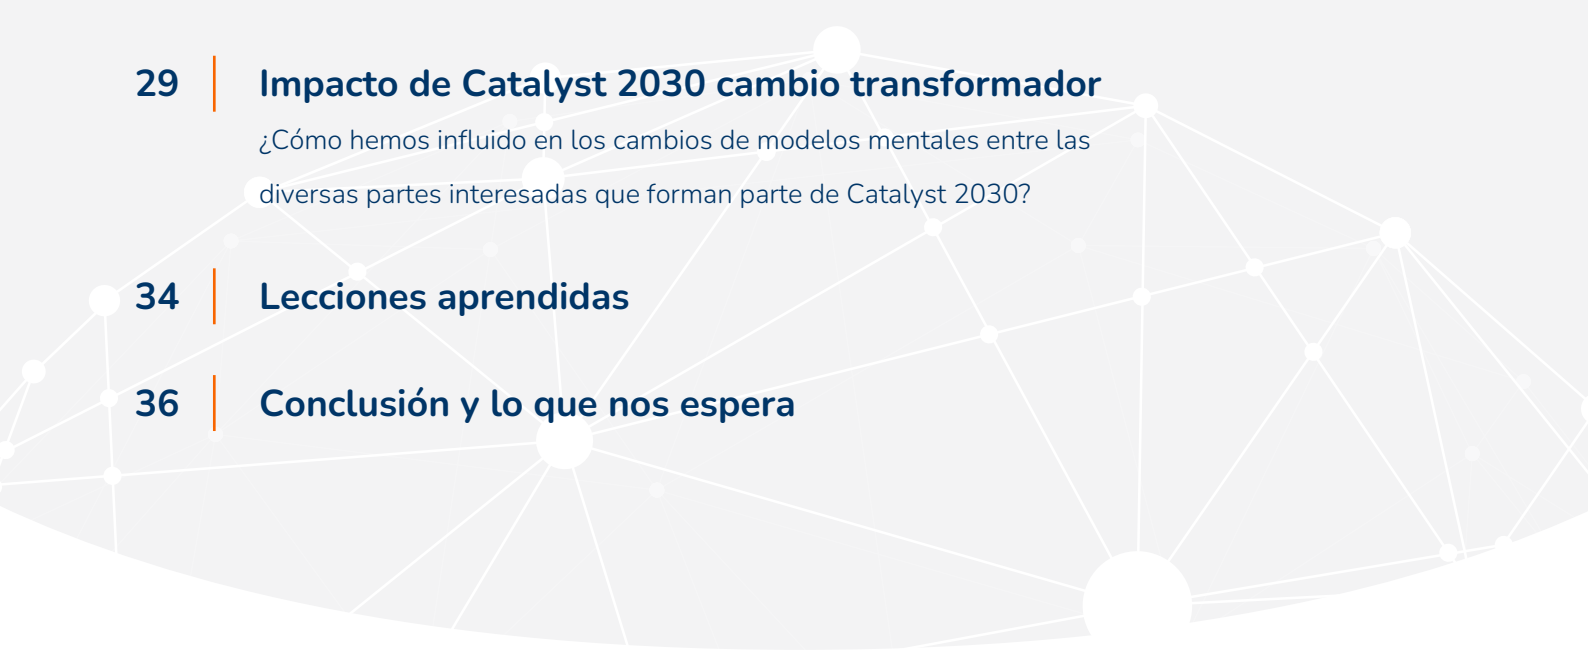 29 Impacto de Catalyst 2030 cambio transformador
¿Cómo hemos influido en los cambios de modelos mentales entre las
diversas partes interesadas que forman parte de Catalyst 2030?
34 Lecciones aprendidas
36 Conclusión y lo que nos espera